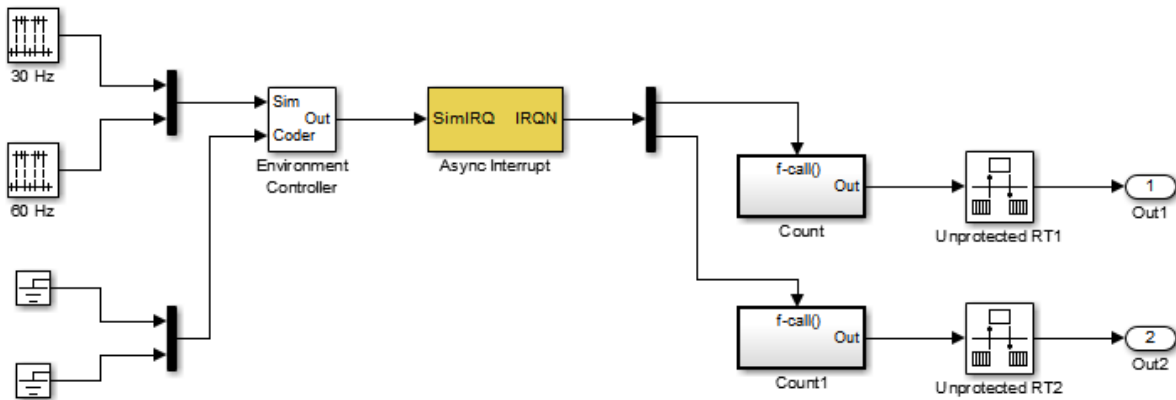 30 Hz
60 Hz
Sim
Out
Coder
Environment
Controller
SimIRQ IRQN
Async Interrupt
f-call()
Out
Count
Unprotected RT1
1
Out1
f-call()
Out
Count1
Unprotected RT2
2
Out2